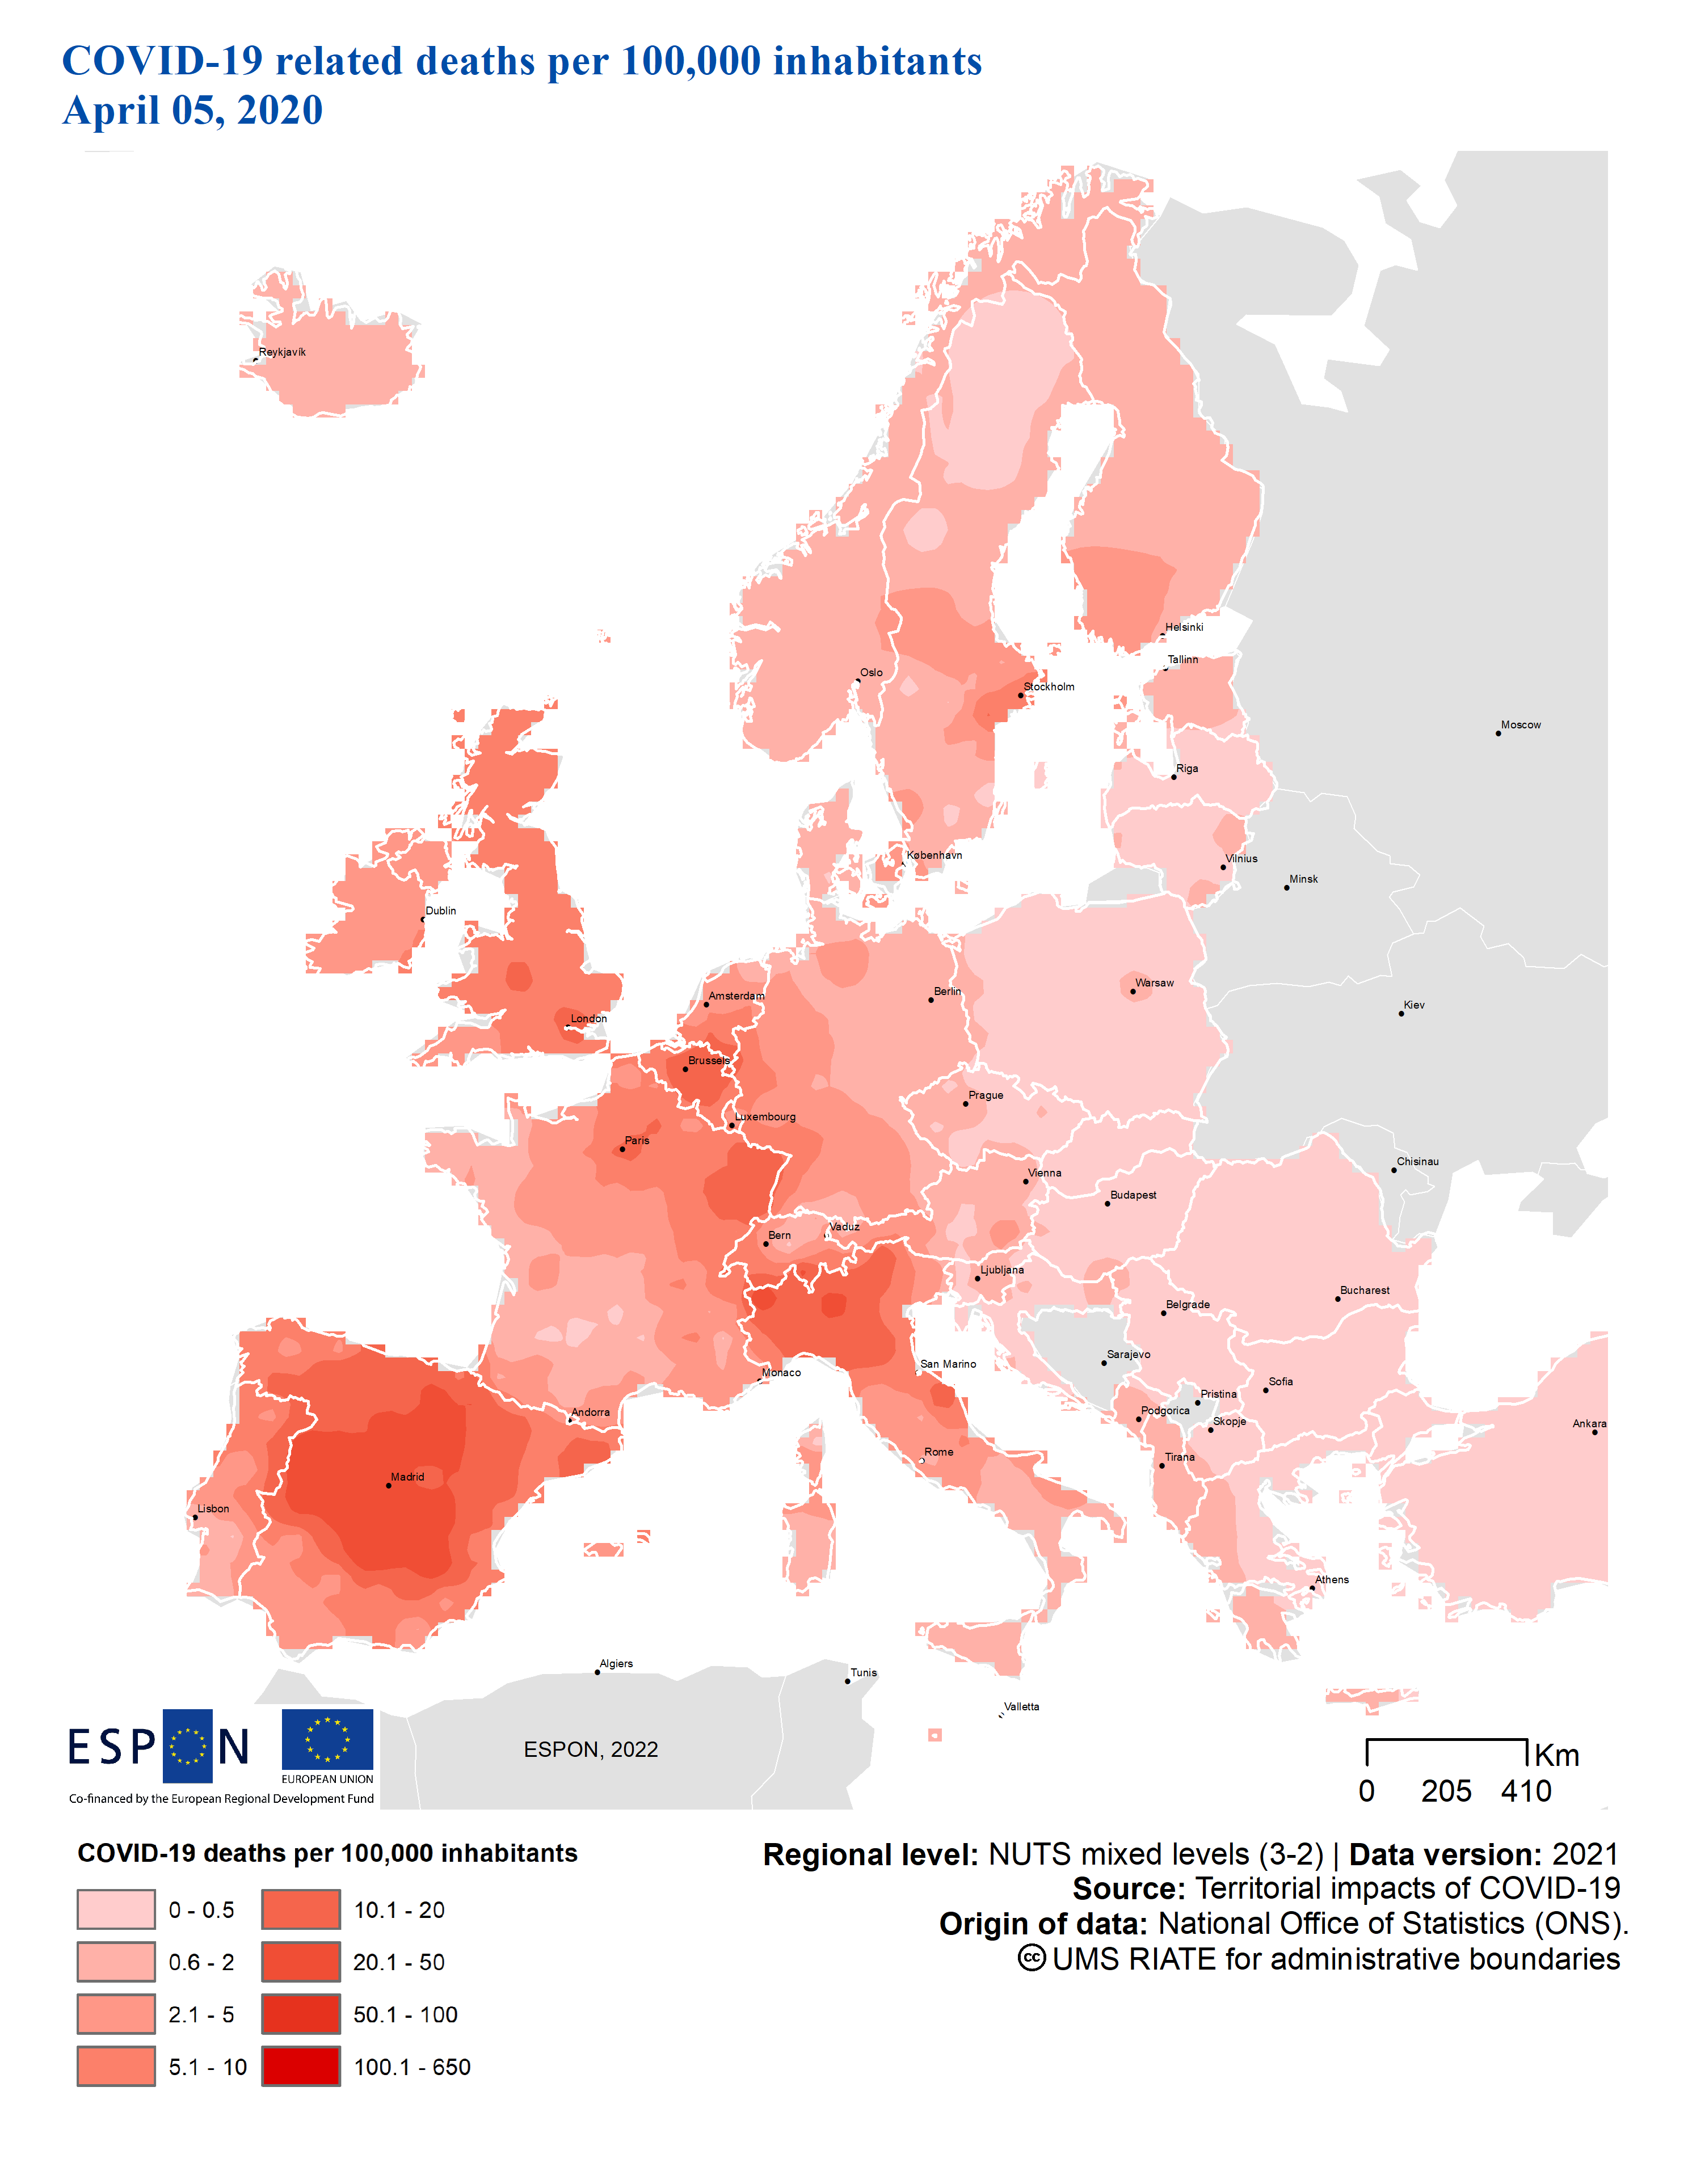 COVID-19 related deaths per 100,000 inhabitants
April 05, 2020
Reykjavík
Helsinki
Tallinn
Oslo
Stockholm
Moscow
Riga
København
Vilnius
Minsk
Dublin
Amsterdam
Berlin
Warsaw
Kiev
London
Brussels
Prague
Luxembourg
Paris
Chisinau
Vienna
Budapest
Bern
Vaduz
Ljubljana
Bucharest
Belgrade
Sarajevo
San Marino
Monaco
Sofia
Pristina
Andorra
Podgorica
Skopje
Ankara
Rome
Tirana
Madrid
Lisbon
Athens
Algiers
Tunis
Valletta
ESPON
EUROPEAN UNION
Co-financed by the European Regional Development Fund
ESPON, 2022
Km
0 205 410
COVID-19 deaths per 100,000 inhabitants
0 - 0.5
0.6 - 2
2.1 - 5
5.1 - 10
10.1 - 20
20.1 - 50
50.1 - 100
100.1 - 650
Regional level: NUTS mixed levels (3-2) | Data version: 2021
Source: Territorial impacts of COVID-19
Origin of data: National Office of Statistics (ONS).
cc UMS RIATE for administrative boundaries